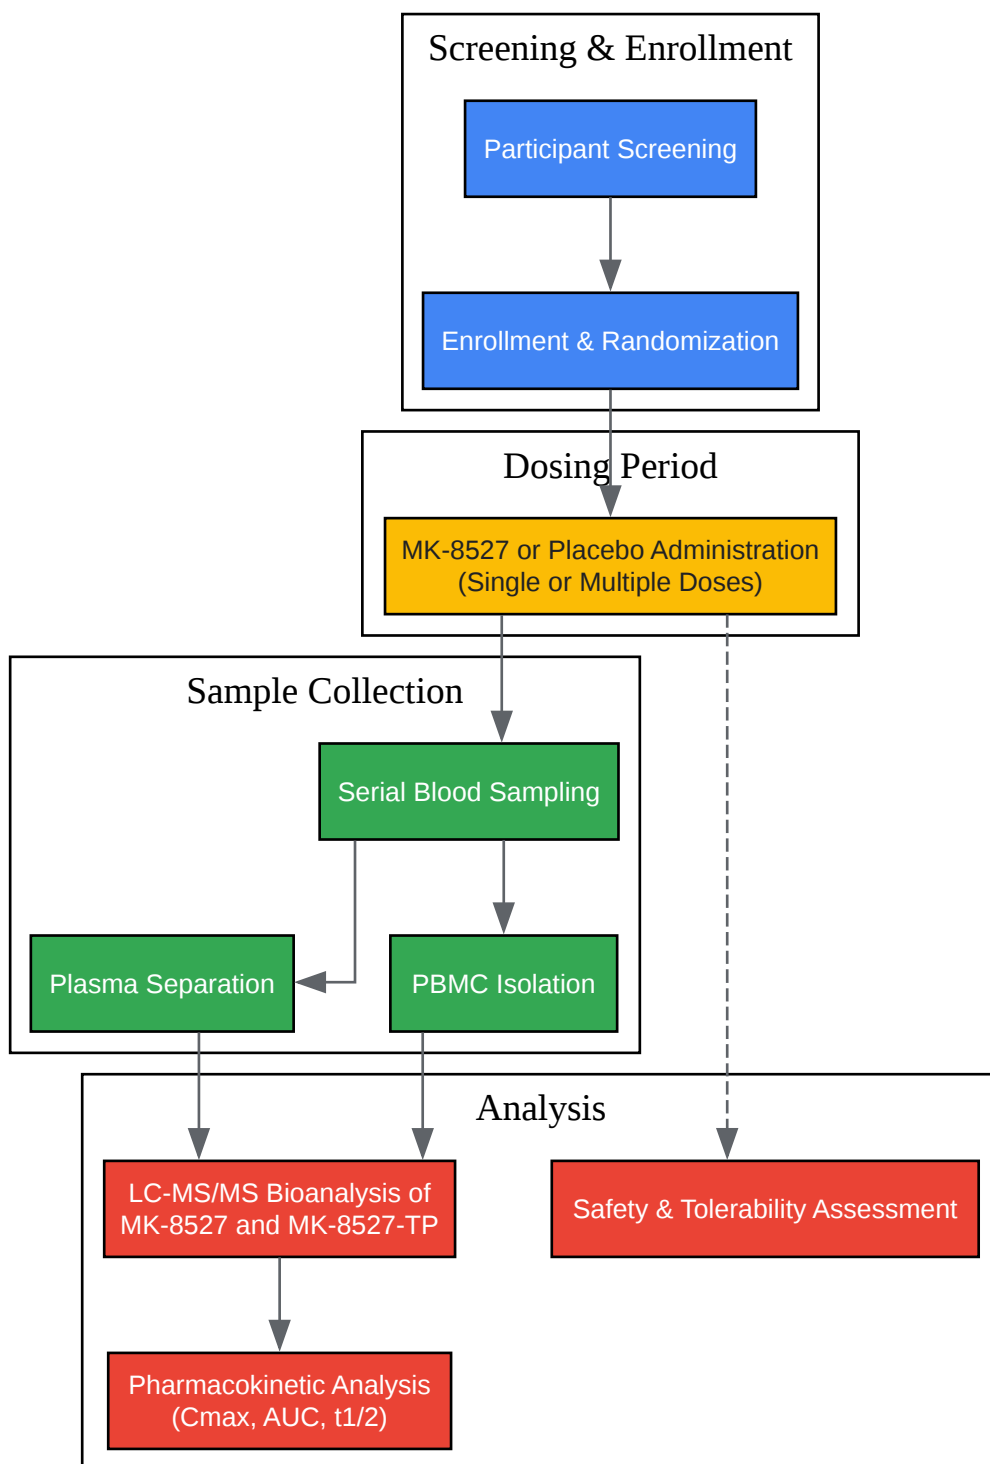 Screening & Enrollment
Participant Screening
Enrollment & Randomization
Dosing Period
MK-8527 or Placebo Administration
(Single or Multiple Doses)
Sample Collection
Serial Blood Sampling
Plasma Separation
PBMC Isolation
Analysis
LC-MS/MS Bioanalysis of
MK-8527 and MK-8527-TP
Safety & Tolerability Assessment
Pharmacokinetic Analysis
(Cmax, AUC, t1/2)